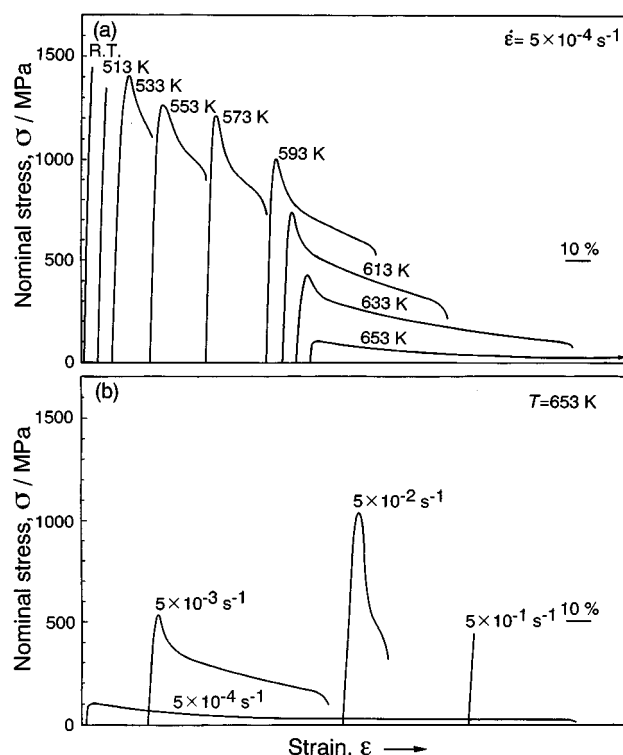 (a)
ε̇= 5×10⁻⁴ s⁻¹
R.T.
513 K
533 K
553 K
573 K
593 K
613 K
633 K
653 K
10 %
1500
1000
500
0
Nominal stress, σ / MPa
(b)
T=653 K
5×10⁻² s⁻¹
5×10⁻³ s⁻¹
5×10⁻¹ s⁻¹
5×10⁻⁴ s⁻¹
10 %
1500
1000
500
0
Nominal stress, σ / MPa
Strain, ε →